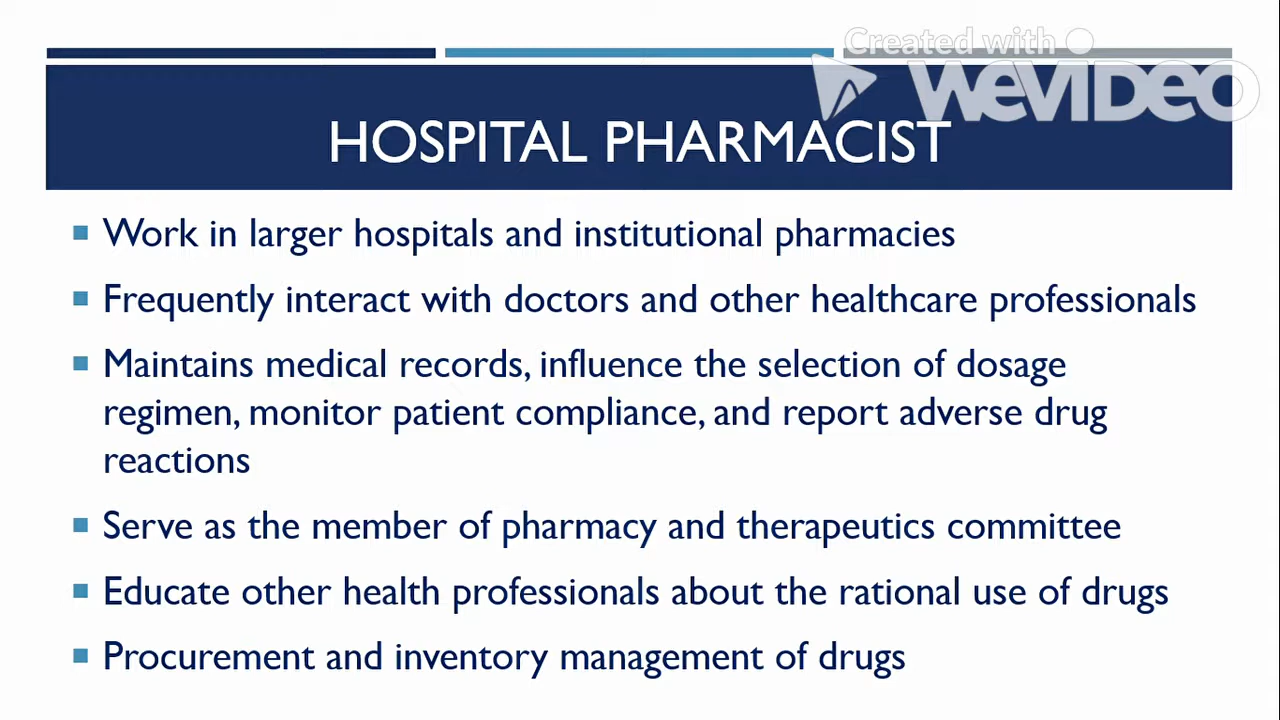 Created with
WEVIDEO
HOSPITAL PHARMACIST
Work in larger hospitals and institutional pharmacies
Frequently interact with doctors and other healthcare professionals
Maintains medical records, influence the selection of dosage
regimen, monitor patient compliance, and report adverse drug
reactions
Serve as the member of pharmacy and therapeutics committee
Educate other health professionals about the rational use of drugs
Procurement and inventory management of drugs